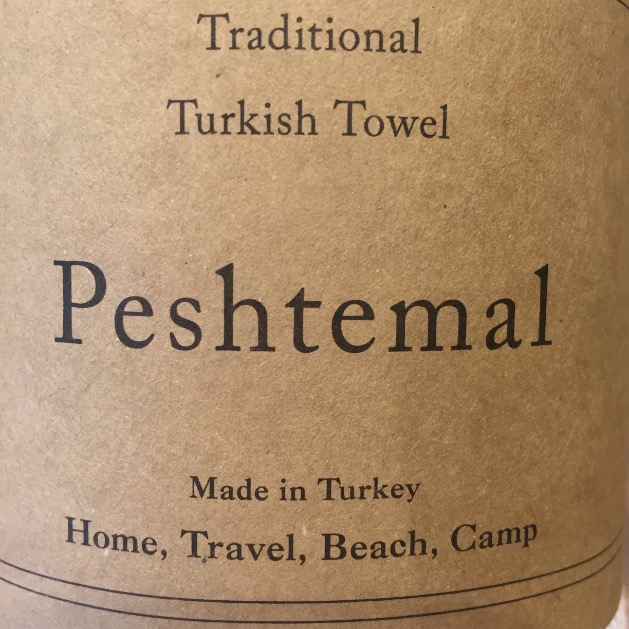 Traditional
Turkish Towel
Peshtemal
Made in Turkey
Home, Travel, Beach, Camp